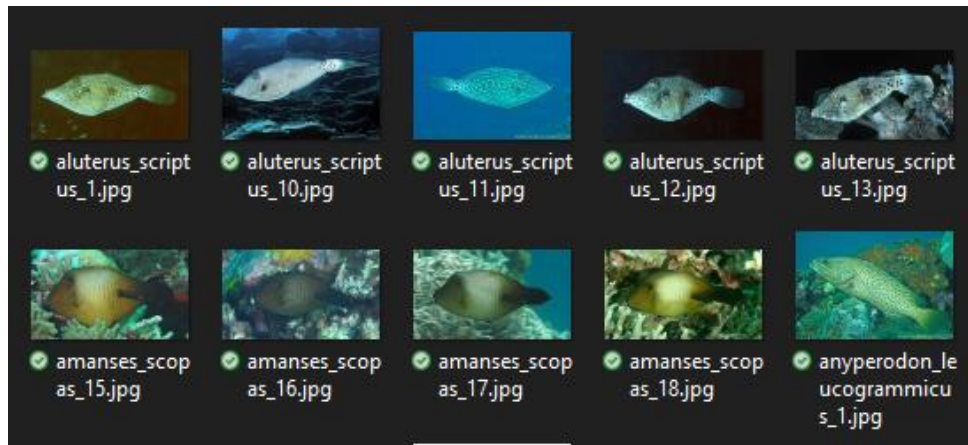 aluterus_script
us_1.jpg
aluterus_script
us_10.jpg
aluterus_script
us_11.jpg
aluterus_script
us_12.jpg
aluterus_script
us_13.jpg
amanses_scop
as_15.jpg
amanses_scop
as_16.jpg
amanses_scop
as_17.jpg
amanses_scop
as_18.jpg
anyperodon_le
ucogrammicu
s_1.jpg